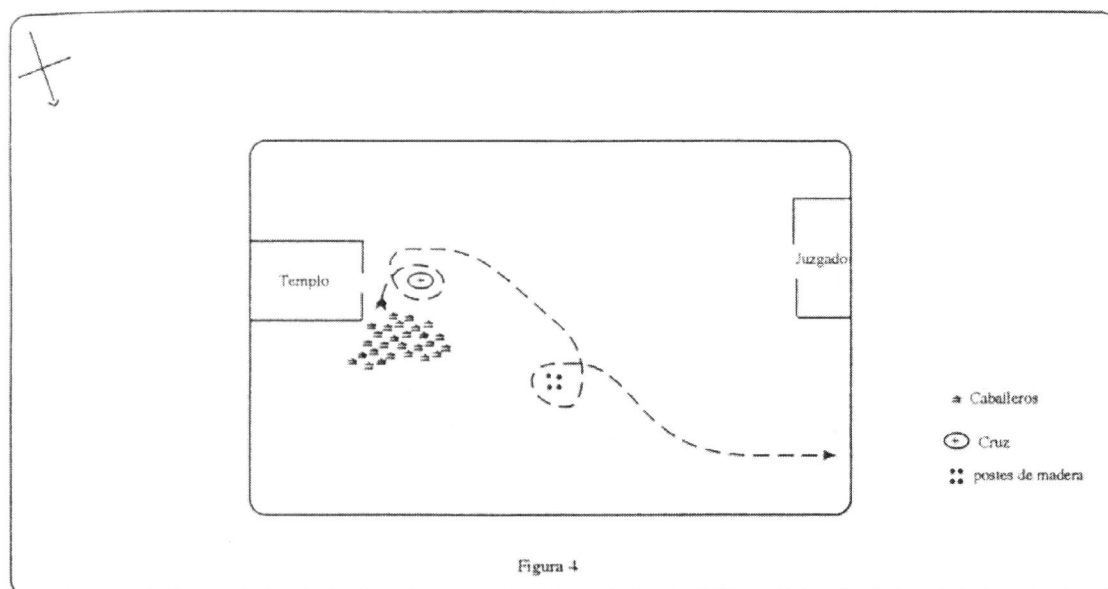 Templo
Juzgado
Caballeros
Cruz
postes de madera
Figura 4